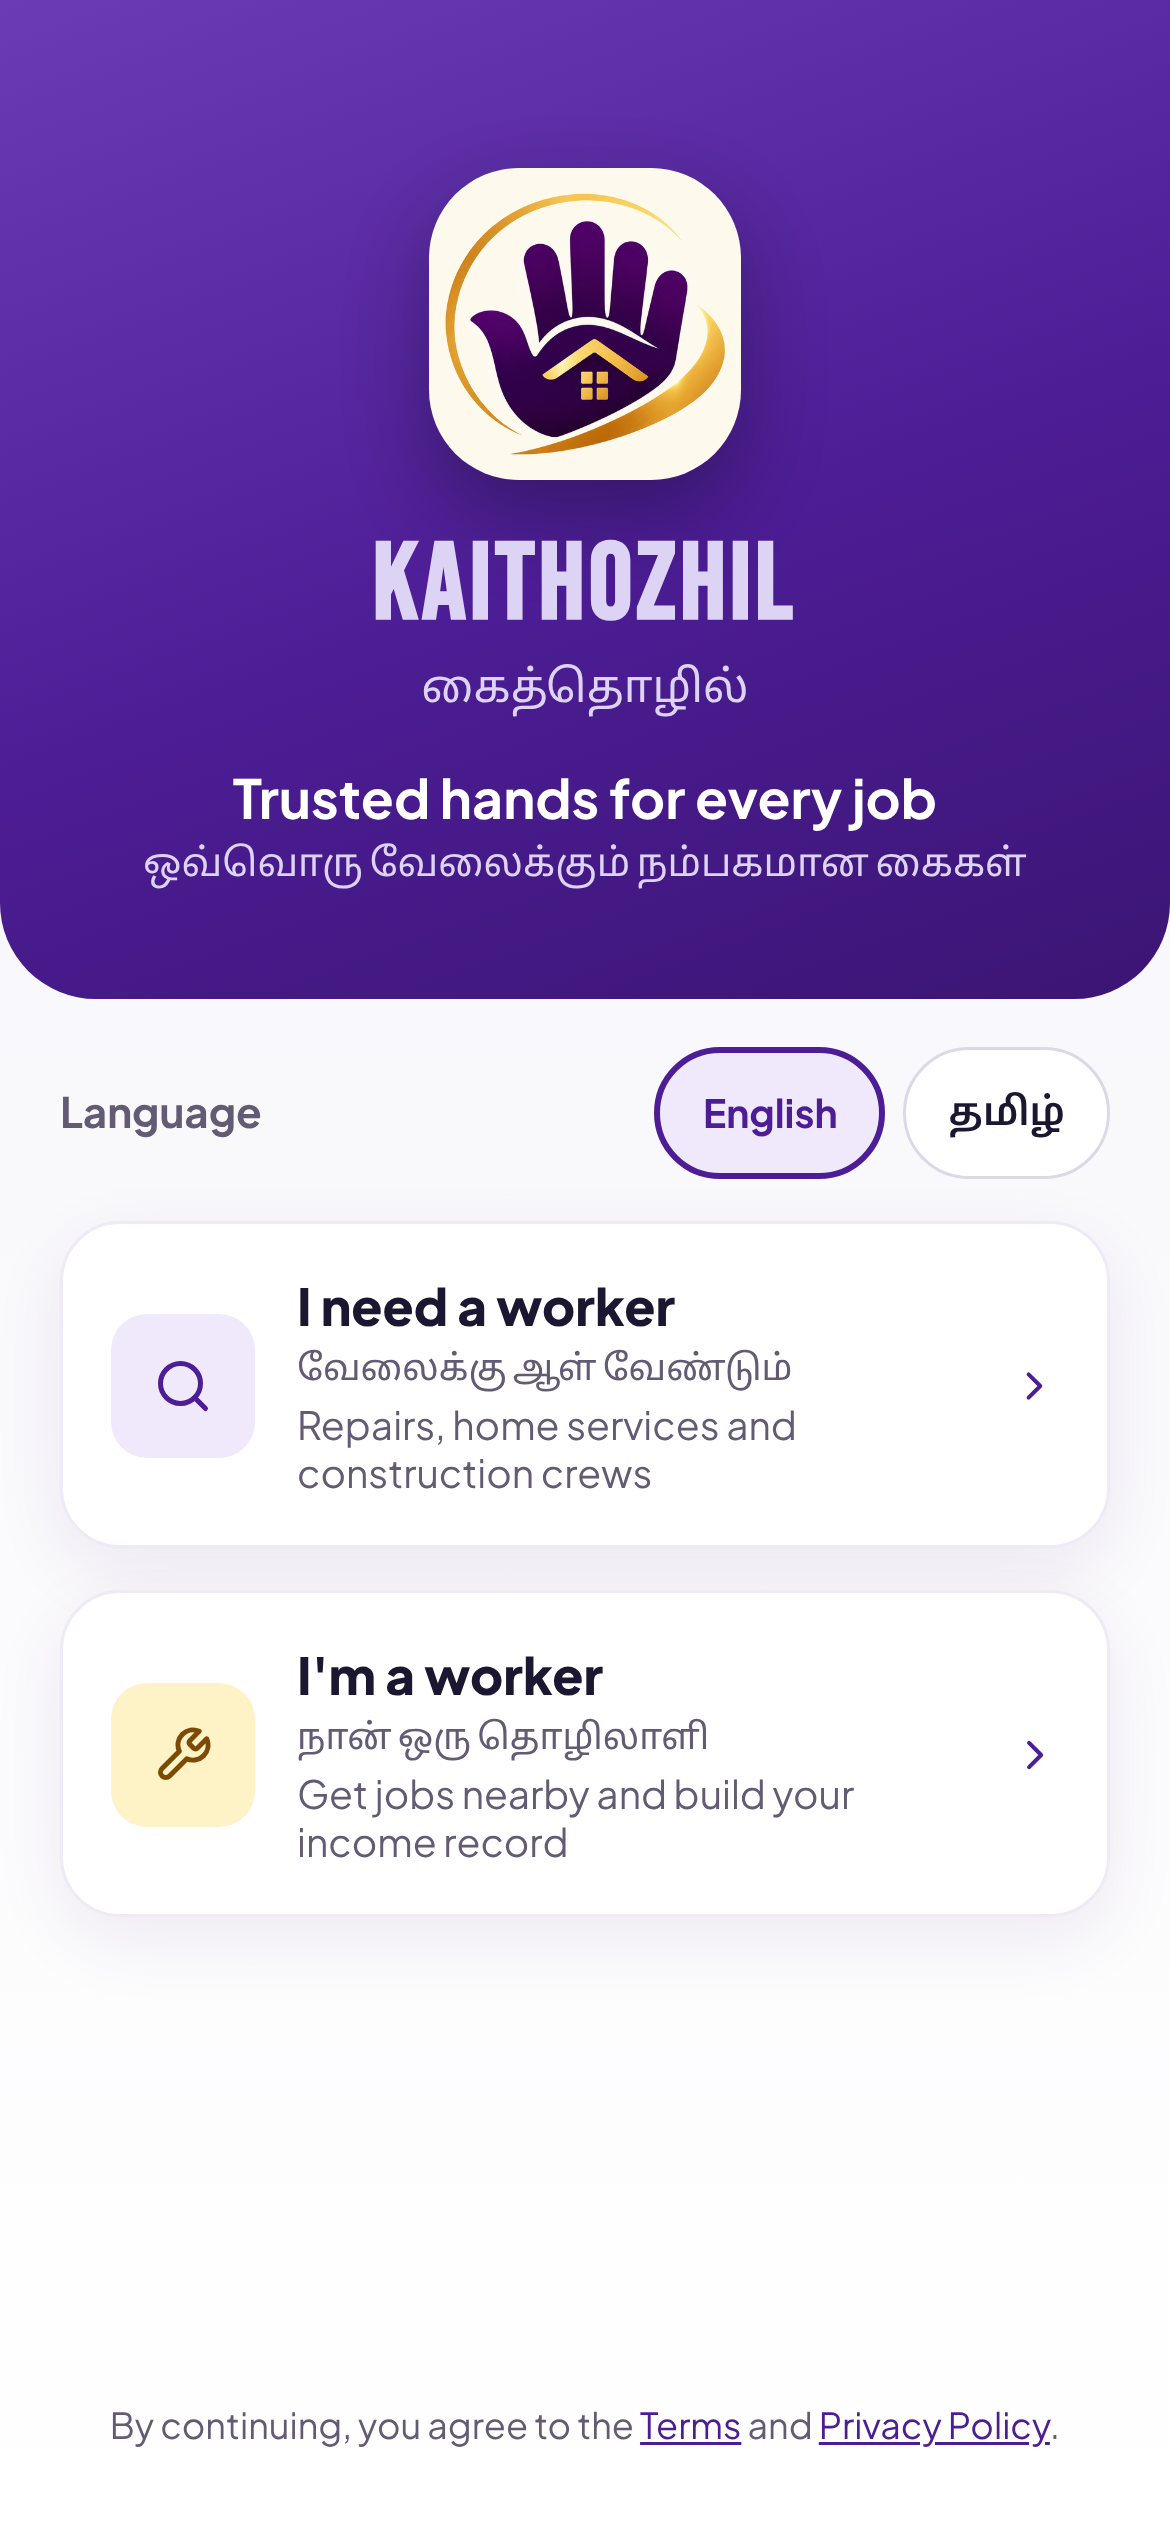 KAITHOZHIL
கைத்தொழில்
Trusted hands for every job
ஒவ்வொரு வேலைக்கும் நம்பகமான கைகள்
Language
English
தமிழ்
I need a worker
வேலைக்கு ஆள் வேண்டும்
Repairs, home services and
construction crews
I'm a worker
நான் ஒரு தொழிலாளி
Get jobs nearby and build your
income record
By continuing, you agree to the Terms and Privacy Policy.